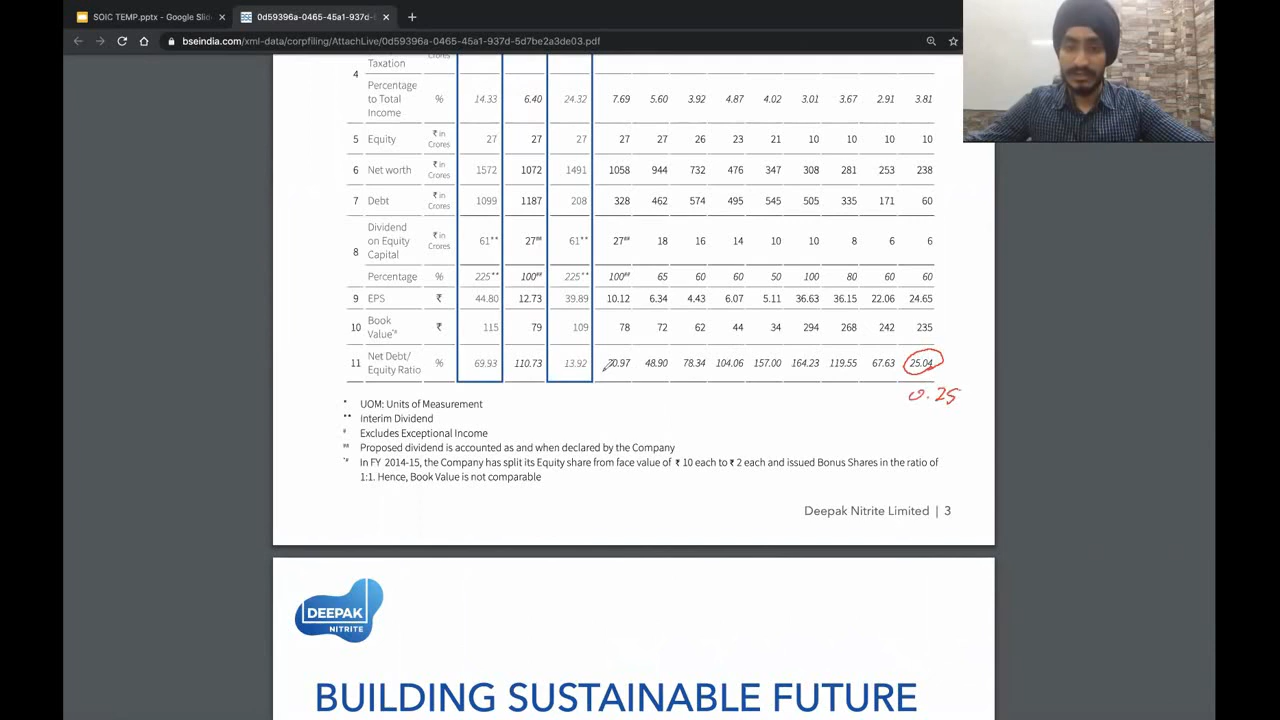 SOIC TEMP.pptx - Google Slid
0d59396a-0465-45a1-937d-
bseindia.com/xml-data/corpfiling/AttachLive/0d59396a-0465-45a1-937d-5d7be2a3de03.pdf
4 Taxation Crores
Percentage to Total Income % 14.33 6.40 24.32 7.69 5.60 3.92 4.87 4.02 3.01 3.67 2.91 3.81
5 Equity ₹ in Crores 27 27 27 27 27 26 23 21 10 10 10 10
6 Net worth ₹ in Crores 1572 1072 1491 1058 944 732 476 347 308 281 253 238
7 Debt ₹ in Crores 1099 1187 208 328 462 574 495 545 505 335 171 60
8 Dividend on Equity Capital ₹ in Crores 61** 27## 61** 27## 18 16 14 10 10 8 6 6
Percentage % 225** 100## 225** 100## 65 60 60 50 100 80 60 60
9 EPS ₹ 44.80 12.73 39.89 10.12 6.34 4.43 6.07 5.11 36.63 36.15 22.06 24.65
10 Book Value*# ₹ 115 79 109 78 72 62 44 34 294 268 242 235
11 Net Debt/ Equity Ratio % 69.93 110.73 13.92 0.97 48.90 78.34 104.06 157.00 164.23 119.55 67.63 25.04
0.25
* UOM: Units of Measurement
** Interim Dividend
# Excludes Exceptional Income
## Proposed dividend is accounted as and when declared by the Company
*# In FY 2014-15, the Company has split its Equity share from face value of ₹ 10 each to ₹ 2 each and issued Bonus Shares in the ratio of
1:1. Hence, Book Value is not comparable
Deepak Nitrite Limited | 3
DEEPAK
NITRITE
BUILDING SUSTAINABLE FUTURE